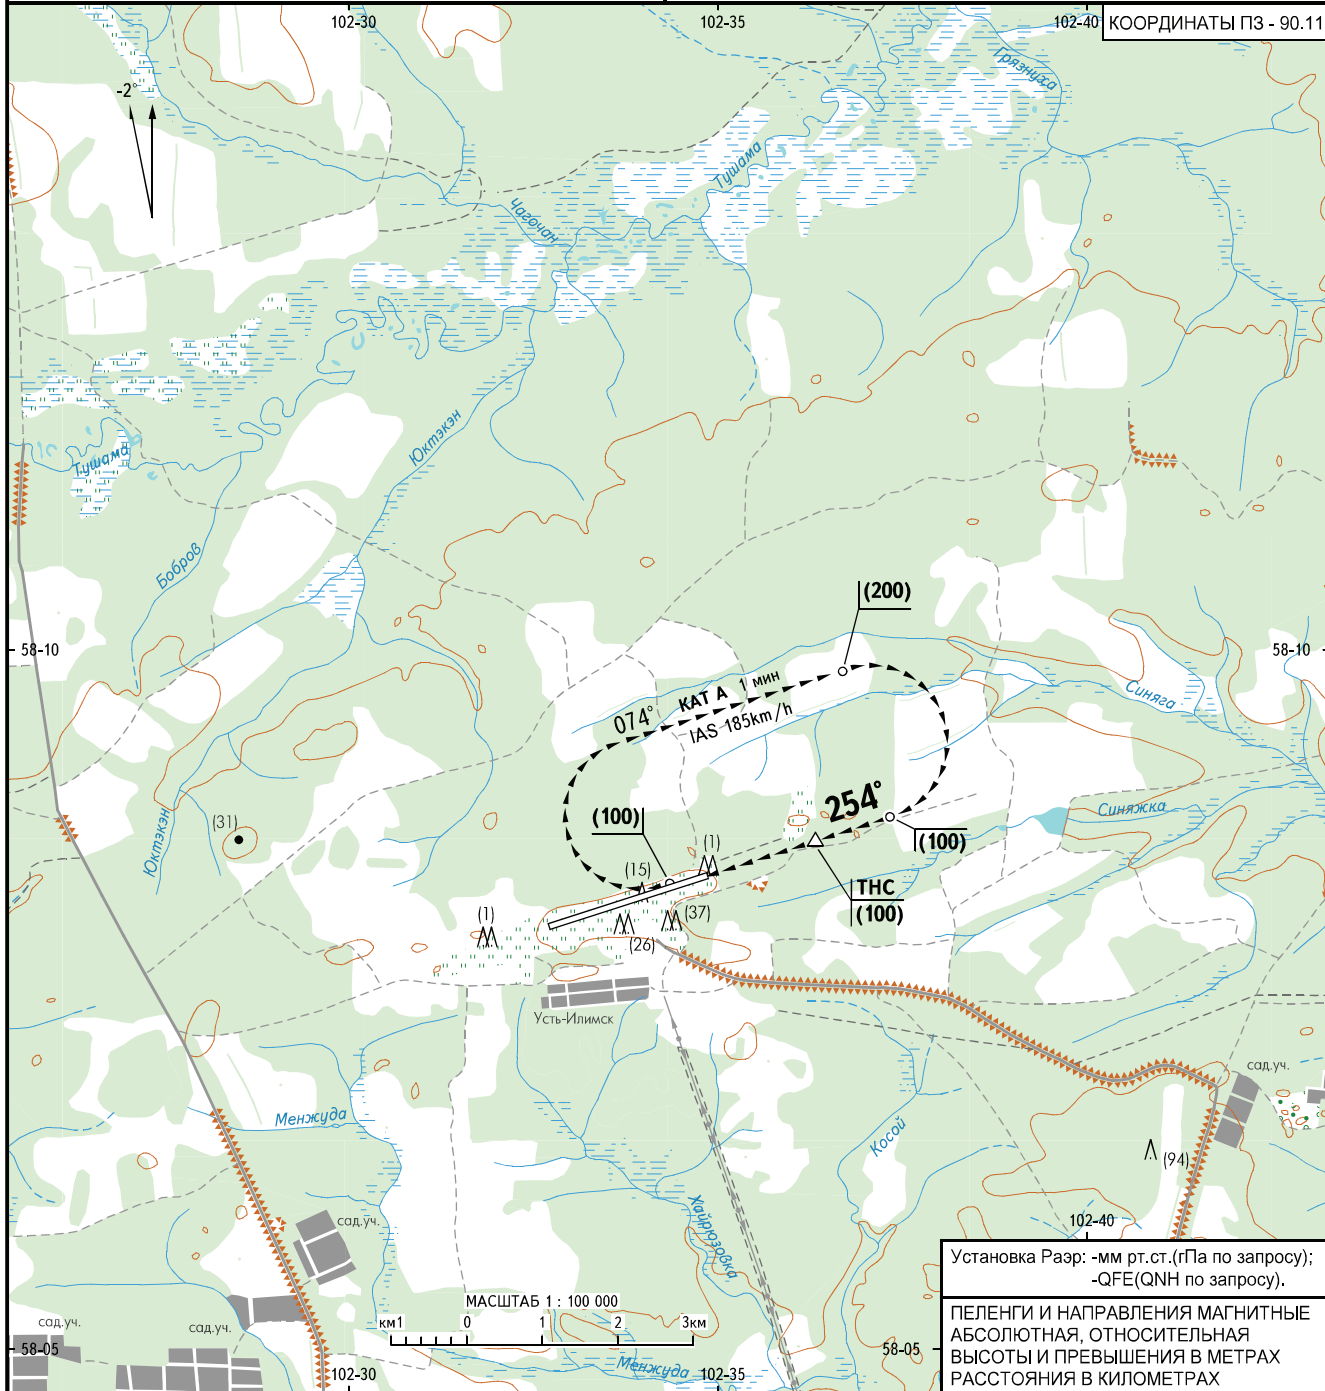 102-30
102-35
102-40
КООРДИНАТЫ ПЗ - 90.11
-2°
Грязнуха
Тушама
Чагочан
Юктэкэн
Тушама
Бобров
(200)
58-10
58-10
Синяга
КАТ А 1 мин
074°
IAS 185km/h
254°
Синяжка
(31)
(100)
(100)
Юктэкэн
(1)
(15)
ТНС
(100)
(1)
(37)
(26)
Усть-Илимск
сад.уч.
Менжуда
Косой
(94)
Хайрюзовка
сад.уч.
102-40
Установка Раэр: -мм рт.ст.(гПа по запросу);
-QFE(QNH по запросу).
МАСШТАБ 1 : 100 000
км1 0 1 2 3км
сад.уч.
сад.уч.
58-05
58-05
Менжуда
102-30
102-35
ПЕЛЕНГИ И НАПРАВЛЕНИЯ МАГНИТНЫЕ
АБСОЛЮТНАЯ, ОТНОСИТЕЛЬНАЯ
ВЫСОТЫ И ПРЕВЫШЕНИЯ В МЕТРАХ
РАССТОЯНИЯ В КИЛОМЕТРАХ